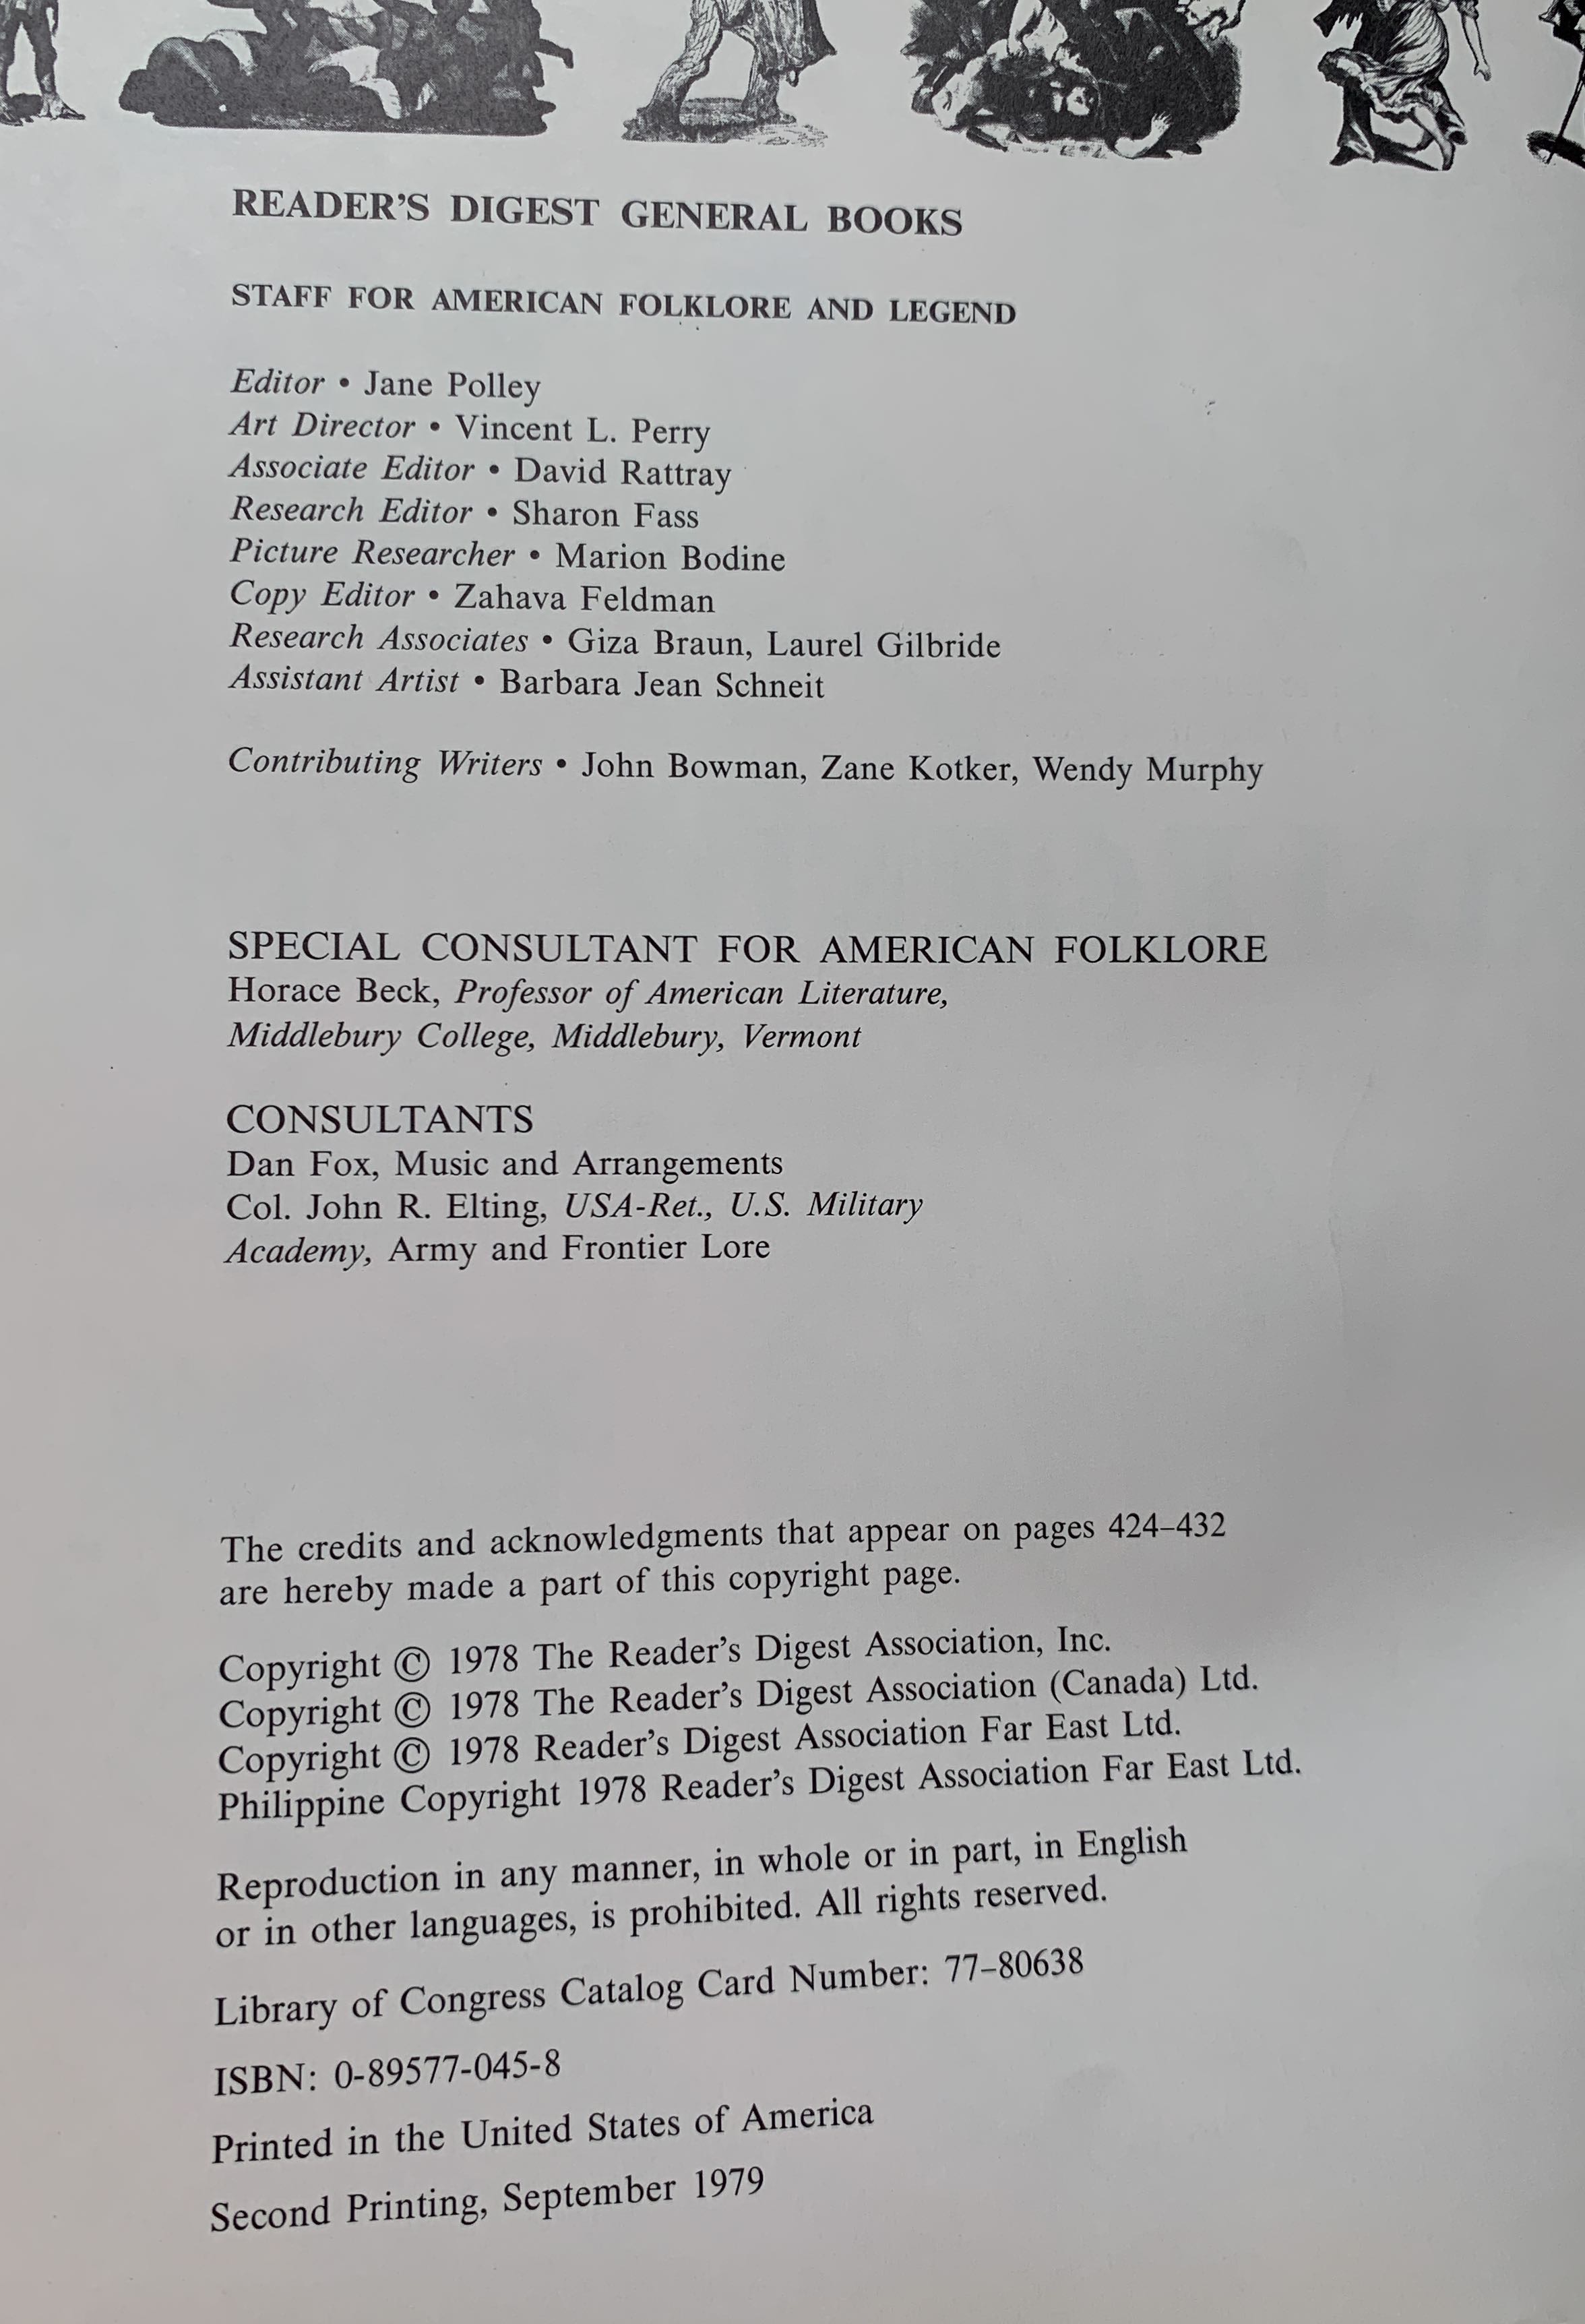 READER’S DIGEST GENERAL BOOKS
STAFF FOR AMERICAN FOLKLORE AND LEGEND
Editor • Jane Polley
Art Director • Vincent L. Perry
Associate Editor • David Rattray
Research Editor • Sharon Fass
Picture Researcher • Marion Bodine
Copy Editor • Zahava Feldman
Research Associates • Giza Braun, Laurel Gilbride
Assistant Artist • Barbara Jean Schneit
Contributing Writers • John Bowman, Zane Kotker, Wendy Murphy
SPECIAL CONSULTANT FOR AMERICAN FOLKLORE
Horace Beck, Professor of American Literature,
Middlebury College, Middlebury, Vermont
CONSULTANTS
Dan Fox, Music and Arrangements
Col. John R. Elting, USA-Ret., U.S. Military
Academy, Army and Frontier Lore
The credits and acknowledgments that appear on pages 424–432
are hereby made a part of this copyright page.
Copyright © 1978 The Reader’s Digest Association, Inc.
Copyright © 1978 The Reader’s Digest Association (Canada) Ltd.
Copyright © 1978 Reader’s Digest Association Far East Ltd.
Philippine Copyright 1978 Reader’s Digest Association Far East Ltd.
Reproduction in any manner, in whole or in part, in English
or in other languages, is prohibited. All rights reserved.
Library of Congress Catalog Card Number: 77–80638
ISBN: 0-89577-045-8
Printed in the United States of America
Second Printing, September 1979